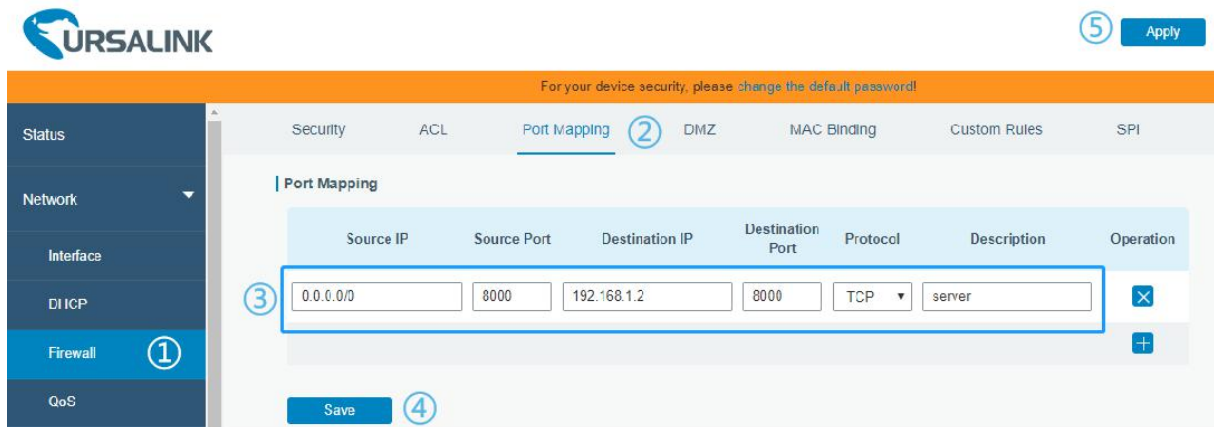 URSALINK
⑤ Apply
For your device security, please change the default password!
Status
Security ACL Port Mapping ② DMZ MAC Binding Custom Rules SPI
Port Mapping
Network
Source IP Source Port Destination IP Destination Port Protocol Description Operation
Interface
③ 0.0.0.0/0 8000 192.168.1.2 8000 TCP server
DHCP
Firewall ①
QoS
Save ④